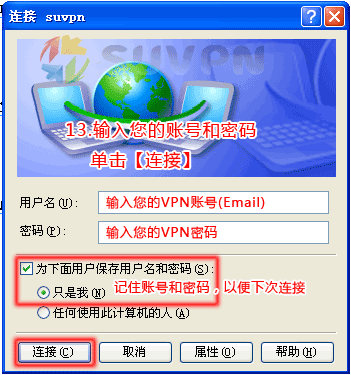 连接 suvpn
SUVPN
13.输入您的账号和密码
单击【连接】
用户名(U):
输入您的VPN账号(Email)
密码(P):
输入您的VPN密码
为下面用户保存用户名和密码(S):
只是我(N)
记住账号和密码，以便下次连接
任何使用此计算机的人(A)
连接(C) 取消 属性(O) 帮助(H)